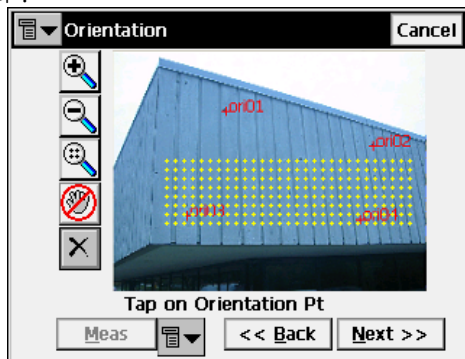 Orientation Cancel
ori01
ori02
ori03
ori04
Tap on Orientation Pt
Meas << Back Next >>